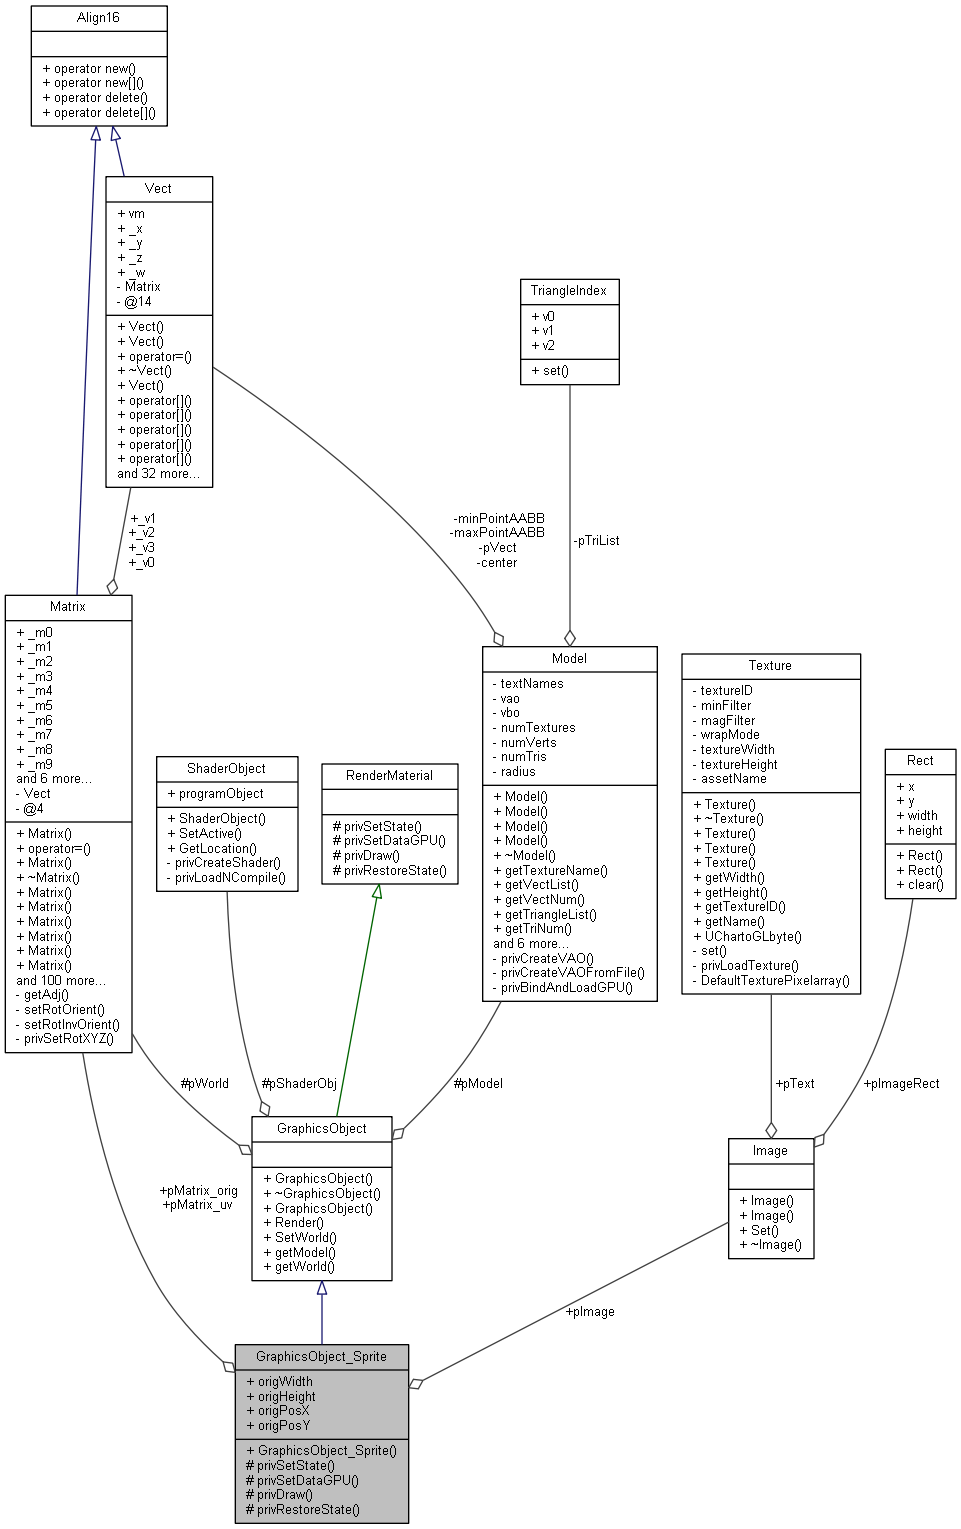 Align16
+ operator new()
+ operator new[]()
+ operator delete()
+ operator delete[]()
Vect
+ vm
+ _x
+ _y
+ _z
+ _w
- Matrix
- @14
+ Vect()
+ Vect()
+ operator=()
+ ~Vect()
+ Vect()
+ operator[]()
+ operator[]()
+ operator[]()
+ operator[]()
+ operator[]()
and 32 more...
TriangleIndex
+ v0
+ v1
+ v2
+ set()
+_v1
+_v2
+_v3
+_v0
-minPointAABB
-maxPointAABB
-pVect
-center
-pTriList
Matrix
+ _m0
+ _m1
+ _m2
+ _m3
+ _m4
+ _m5
+ _m6
+ _m7
+ _m8
+ _m9
and 6 more...
- Vect
- @4
+ Matrix()
+ operator=()
+ Matrix()
+ ~Matrix()
+ Matrix()
+ Matrix()
+ Matrix()
+ Matrix()
+ Matrix()
+ Matrix()
and 100 more...
- getAdj()
- setRotOrient()
- setRotInvOrient()
- privSetRotXYZ()
ShaderObject
+ programObject
+ ShaderObject()
+ SetActive()
+ GetLocation()
- privCreateShader()
- privLoadNCompile()
RenderMaterial
# privSetState()
# privSetDataGPU()
# privDraw()
# privRestoreState()
Model
- textNames
- vao
- vbo
- numTextures
- numVerts
- numTris
- radius
+ Model()
+ Model()
+ Model()
+ Model()
+ ~Model()
+ getTextureName()
+ getVectList()
+ getVectNum()
+ getTriangleList()
+ getTriNum()
and 6 more...
- privCreateVAO()
- privCreateVAOFromFile()
- privBindAndLoadGPU()
Texture
- textureID
- minFilter
- magFilter
- wrapMode
- textureWidth
- textureHeight
- assetName
+ Texture()
+ ~Texture()
+ Texture()
+ Texture()
+ Texture()
+ getWidth()
+ getHeight()
+ getTextureID()
+ getName()
+ UChartoGLbyte()
- set()
- privLoadTexture()
- DefaultTexturePixelarray()
Rect
+ x
+ y
+ width
+ height
+ Rect()
+ Rect()
+ clear()
#pWorld
#pShaderObj
#pModel
+pText
+pImageRect
GraphicsObject
+ GraphicsObject()
+ ~GraphicsObject()
+ GraphicsObject()
+ Render()
+ SetWorld()
+ getModel()
+ getWorld()
Image
+ Image()
+ Image()
+ Set()
+ ~Image()
+pMatrix_orig
+pMatrix_uv
+pImage
GraphicsObject_Sprite
+ origWidth
+ origHeight
+ origPosX
+ origPosY
+ GraphicsObject_Sprite()
# privSetState()
# privSetDataGPU()
# privDraw()
# privRestoreState()